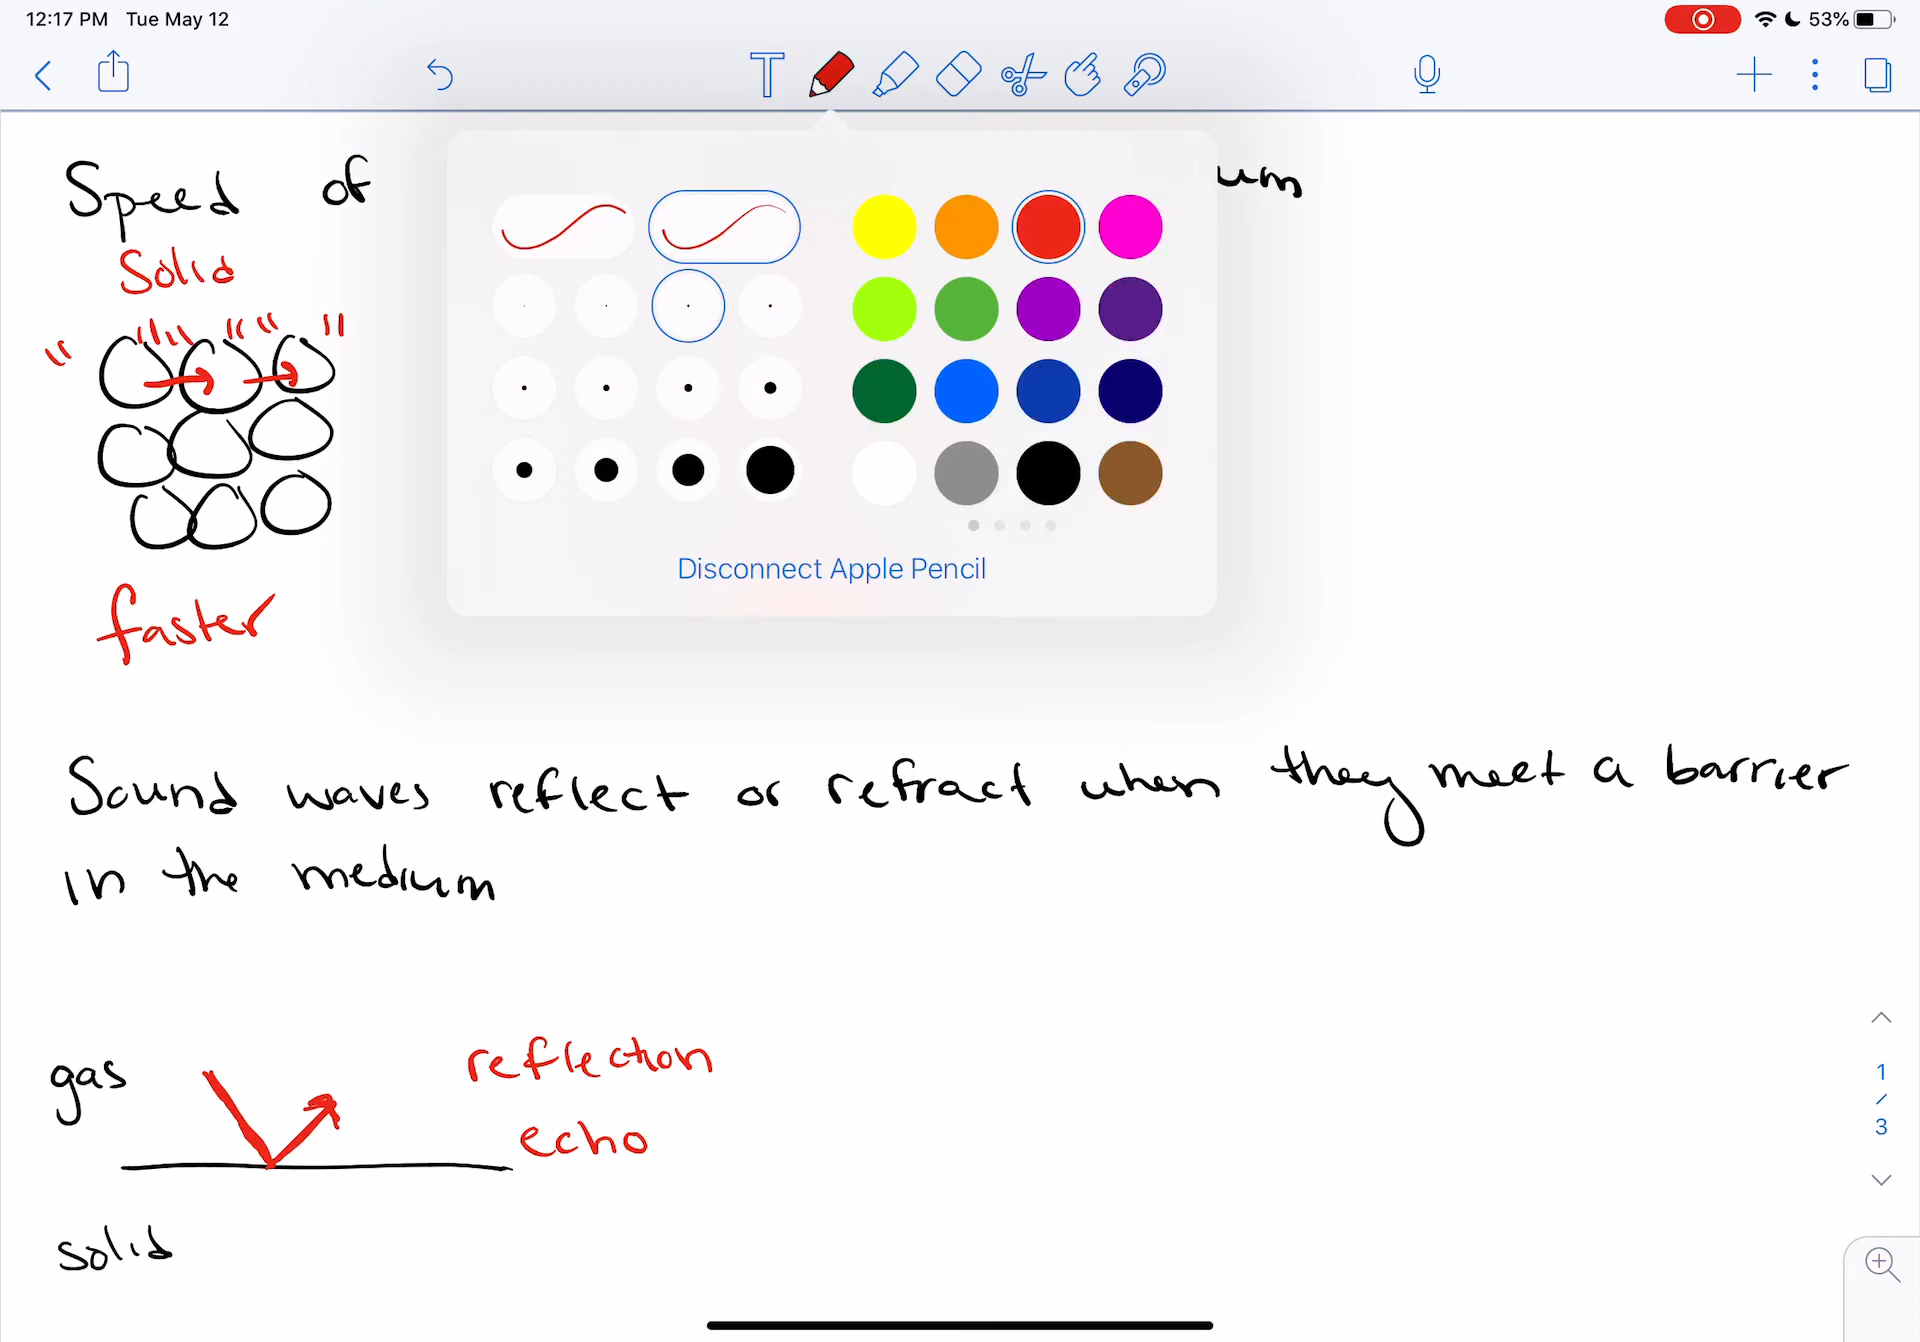 12:17 PM Tue May 12
53%
T
Speed of
Solid
faster
Disconnect Apple Pencil
Sound waves reflect or refract when they meet a barrier
in the medium
gas
reflection
echo
solid
1
/
3